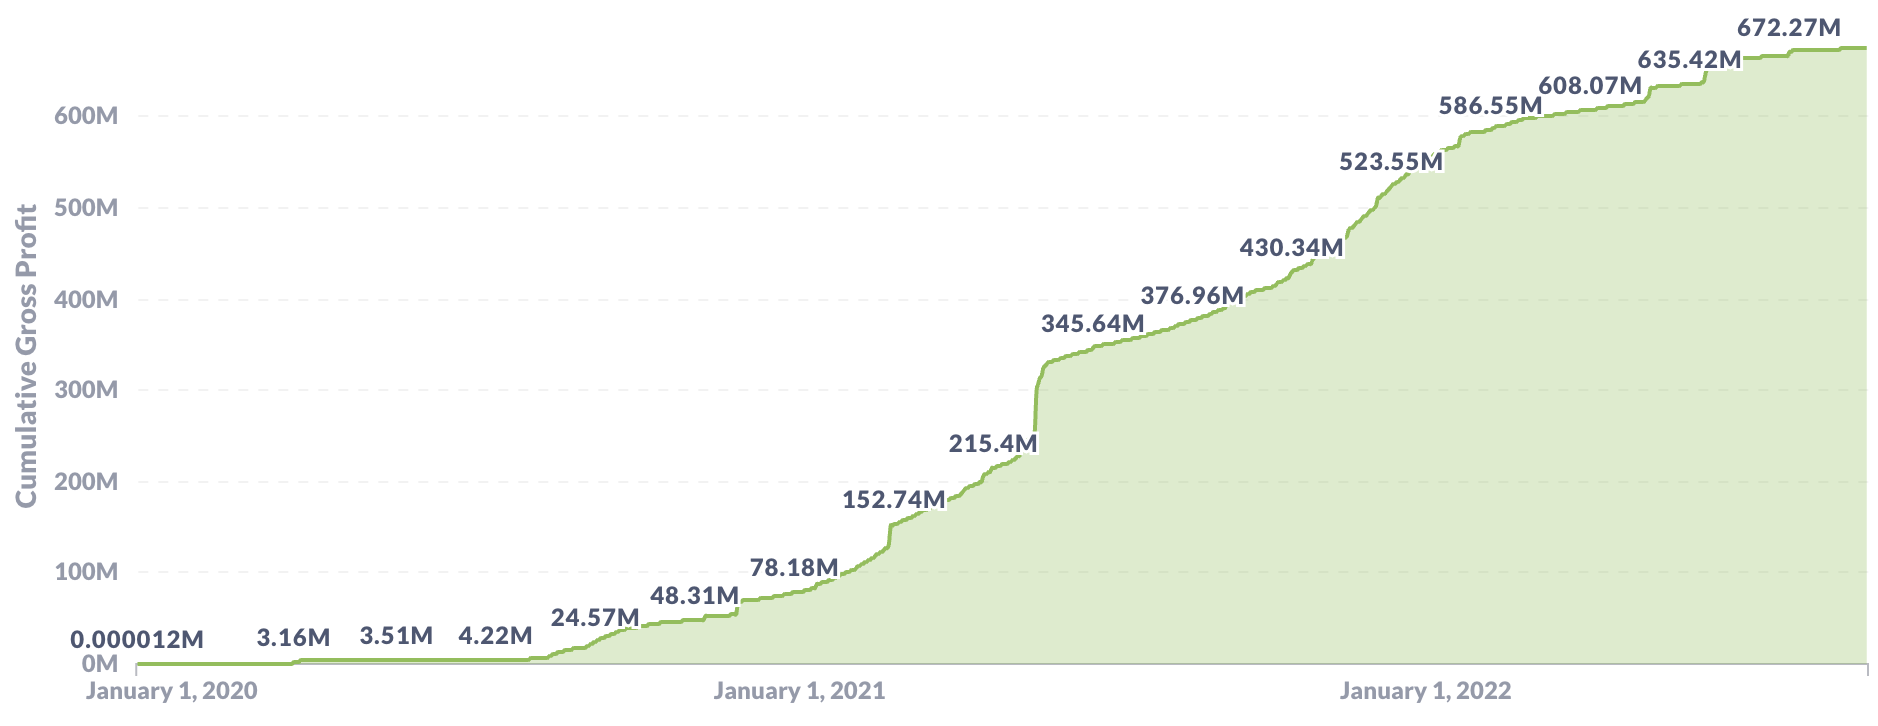 672.27M
635.42M
608.07M
600M
586.55M
523.55M
500M
430.34M
400M
376.96M
345.64M
300M
215.4M
200M
152.74M
100M
78.18M
48.31M
24.57M
4.22M
3.51M
3.16M
0.000012M
0M
Cumulative Gross Profit
January 1, 2020
January 1, 2021
January 1, 2022